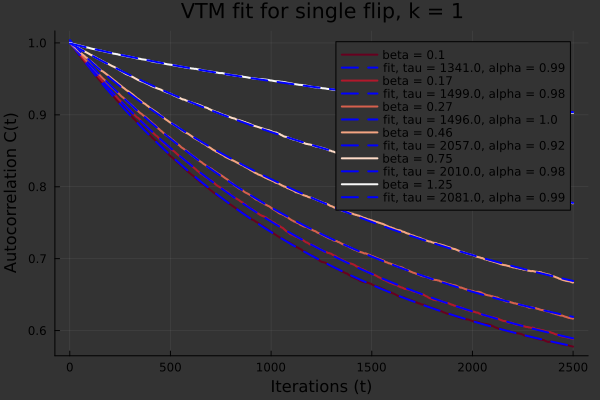 VTM fit for single flip, k = 1
Autocorrelation C(t)
1.0
0.9
0.8
0.7
0.6
beta = 0.1
fit, tau = 1341.0, alpha = 0.99
beta = 0.17
fit, tau = 1499.0, alpha = 0.98
beta = 0.27
fit, tau = 1496.0, alpha = 1.0
beta = 0.46
fit, tau = 2057.0, alpha = 0.92
beta = 0.75
fit, tau = 2010.0, alpha = 0.98
beta = 1.25
fit, tau = 2081.0, alpha = 0.99
0 500 1000 1500 2000 2500
Iterations (t)